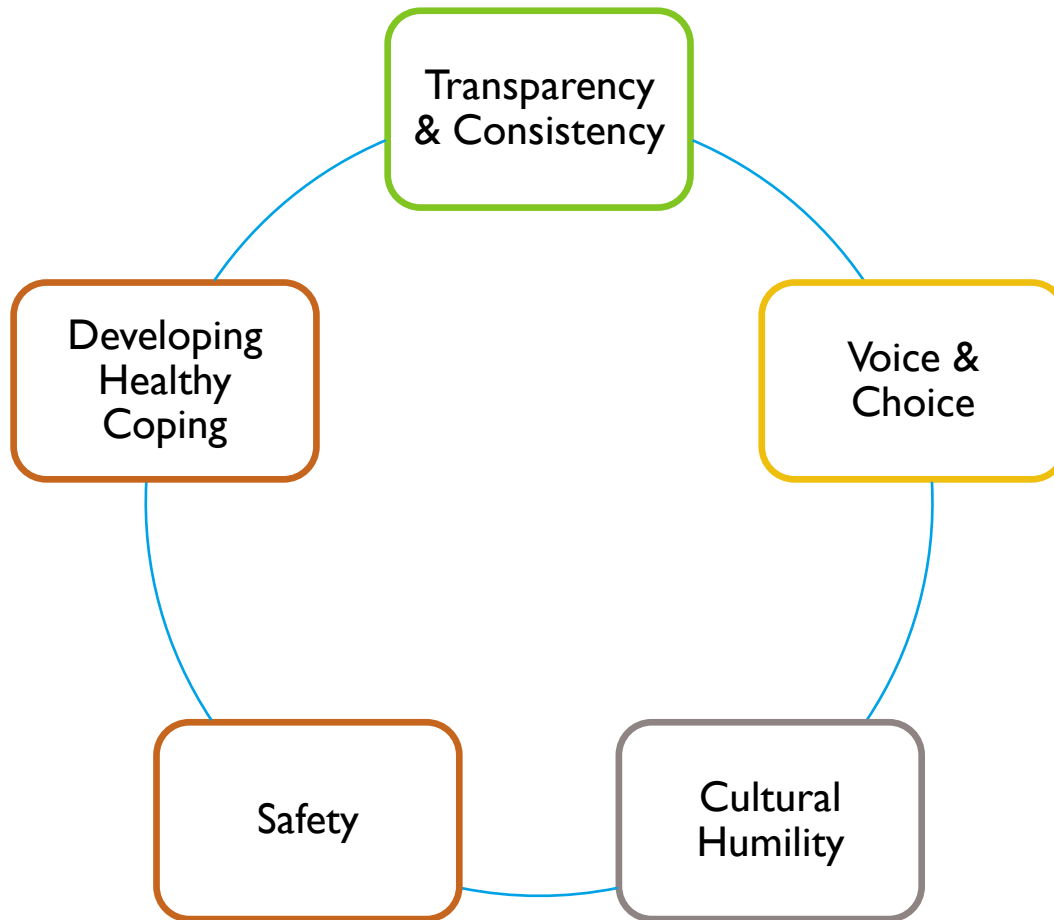 Transparency
& Consistency
Voice &
Choice
Cultural
Humility
Safety
Developing
Healthy
Coping